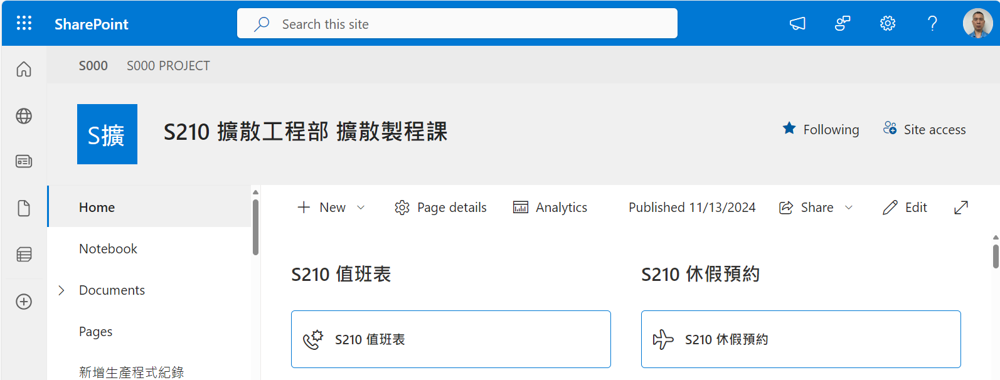 SharePoint
Search this site
S000 S000 PROJECT
S擴
S210 擴散工程部 擴散製程課
Following
Site access
Home
Notebook
Documents
Pages
新增生產程式紀錄
New
Page details
Analytics
Published 11/13/2024
Share
Edit
S210 值班表
S210 休假預約
S210 值班表
S210 休假預約